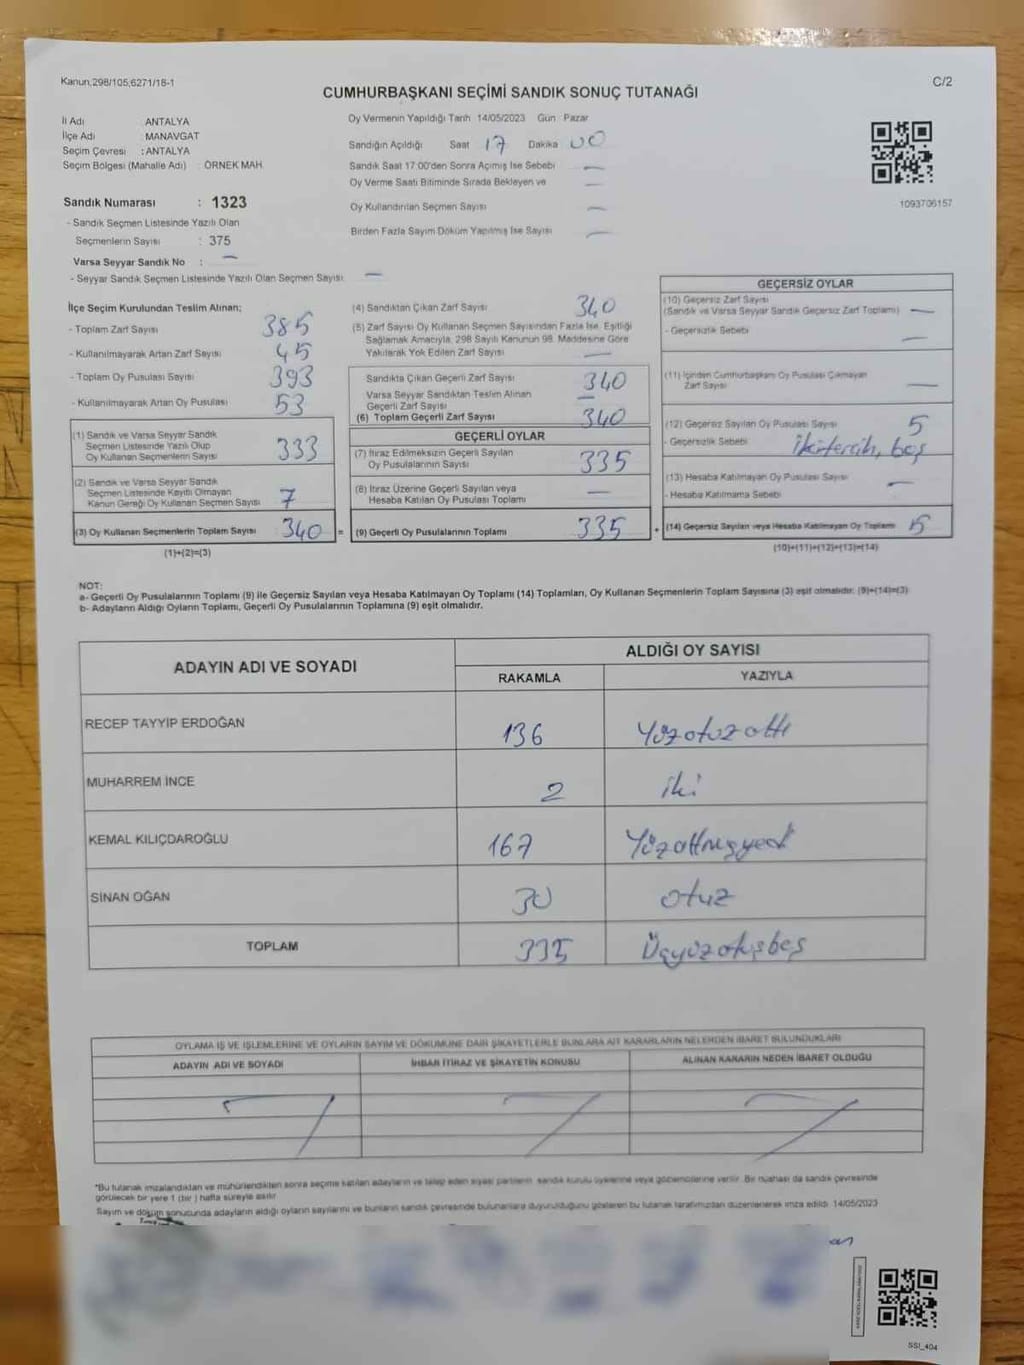 Kanun,298/105,6271/18-1
C/2
CUMHURBAŞKANI SEÇİMİ SANDIK SONUÇ TUTANAĞI
İl Adı ANTALYA
İlçe Adı : MANAVGAT
Seçim Çevresi : ANTALYA
Seçim Bölgesi (Mahalle Adı) : ÖRNEK MAH.
Sandık Numarası : 1323
- Sandık Seçmen Listesinde Yazılı Olan
Seçmenlerin Sayısı : 375
Varsa Seyyar Sandık No : —
- Seyyar Sandık Seçmen Listesinde Yazılı Olan Seçmen Sayısı: —
Oy Vermenin Yapıldığı Tarih 14/05/2023 Gün Pazar
Sandığın Açıldığı Saat 17 Dakika 00
Sandık Saat 17:00'den Sonra Açılmış İse Sebebi —
Oy Verme Saati Bitiminde Sırada Bekleyen ve —
Oy Kullandırılan Seçmen Sayısı —
Birden Fazla Sayım Döküm Yapılmış İse Sayısı —
1093706157
İlçe Seçim Kurulundan Teslim Alınan;
- Toplam Zarf Sayısı 385
- Kullanılmayarak Artan Zarf Sayısı 45
- Toplam Oy Pusulası Sayısı 393
- Kullanılmayarak Artan Oy Pusulası 53
(1) Sandık ve Varsa Seyyar Sandık
Seçmen Listesinde Yazılı Olup
Oy Kullanan Seçmenlerin Sayısı 333
(2) Sandık ve Varsa Seyyar Sandık
Seçmen Listesinde Kayıtlı Olmayan
Kanun Gereği Oy Kullanan Seçmen Sayısı 7
(3) Oy Kullanan Seçmenlerin Toplam Sayısı 340 =
(1)+(2)=(3)
(4) Sandıktan Çıkan Zarf Sayısı 340
(5) Zarf Sayısı Oy Kullanan Seçmen Sayısından Fazla İse, Eşitliği
Sağlamak Amacıyla, 298 Sayılı Kanunun 98. Maddesine Göre
Yakılarak Yok Edilen Zarf Sayısı —
Sandıkta Çıkan Geçerli Zarf Sayısı 340
Varsa Seyyar Sandıktan Teslim Alınan
Geçerli Zarf Sayısı —
(6) Toplam Geçerli Zarf Sayısı 340
GEÇERLİ OYLAR
(7) İtiraz Edilmeksizin Geçerli Sayılan
Oy Pusulalarının Sayısı 335
(8) İtiraz Üzerine Geçerli Sayılan veya
Hesaba Katılan Oy Pusulası Toplamı —
(9) Geçerli Oy Pusulalarının Toplamı 335 +
GEÇERSİZ OYLAR
(10) Geçersiz Zarf Sayısı
(Sandık ve Varsa Seyyar Sandık Geçersiz Zarf Toplamı) —
- Geçersizlik Sebebi —
(11) İçinden Cumhurbaşkanı Oy Pusulası Çıkmayan
Zarf Sayısı —
(12) Geçersiz Sayılan Oy Pusulası Sayısı 5
- Geçersizlik Sebebi İkitercih, boş
(13) Hesaba Katılmayan Oy Pusulası Sayısı —
- Hesaba Katılmama Sebebi
(14) Geçersiz Sayılan veya Hesaba Katılmayan Oy Toplamı 5
(10)+(11)+(12)+(13)=(14)
NOT:
a- Geçerli Oy Pusulalarının Toplamı (9) ile Geçersiz Sayılan veya Hesaba Katılmayan Oy Toplamı (14) Toplamları, Oy Kullanan Seçmenlerin Toplam Sayısına (3) eşit olmalıdır. (9)+(14)=(3)
b- Adayların Aldığı Oyların Toplamı, Geçerli Oy Pusulalarının Toplamına (9) eşit olmalıdır.
ADAYIN ADI VE SOYADI ALDIĞI OY SAYISI
RAKAMLA YAZIYLA
RECEP TAYYİP ERDOĞAN 136 Yüzotuzaltı
MUHARREM İNCE 2 iki
KEMAL KILIÇDAROĞLU 167 Yüzaltmışyedi
SİNAN OĞAN 30 otuz
TOPLAM 335 Üçyüzotuzbeş
OYLAMA İŞ VE İŞLEMLERİNE VE OYLARIN SAYIM VE DÖKÜMÜNE DAİR ŞİKAYETLERLE BUNLARA AİT KARARLARIN NELERDEN İBARET BULUNDUKLARI
ADAYIN ADI VE SOYADI İHBAR İTİRAZ VE ŞİKAYETİN KONUSU ALINAN KARARIN NEDEN İBARET OLDUĞU
*Bu tutanak imzalandıktan ve mühürlendikten sonra seçime katılan adayların ve talep eden siyasi partilerin sandık kurulu üyelerine veya gözlemcilerine verilir. Bir nüshası da sandık çevresinde
görülecek bir yere 1 (bir ) hafta süreyle asılır.
Sayım ve döküm sonucunda adayların aldığı oyların sayılarını ve bunların sandık çevresinde bulunanlara duyurulduğunu gösteren bu tutanak tarafımızdan düzenlenerek imza edildi. 14/05/2023
SSI_404